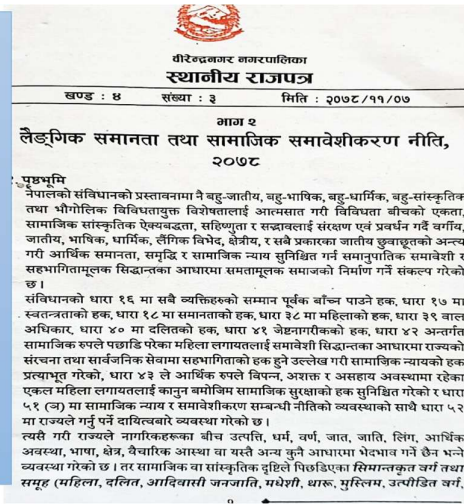 वीरेन्द्रनगर नगरपालिका
स्थानीय राजपत्र
खण्ड : ४ संख्या : ३ मिति : २०७८/११/०७
भाग २
लैङ्गिक समानता तथा सामाजिक समावेशीकरण नीति,
२०७८
पृष्ठभूमि
नेपालको संविधानको प्रस्तावनामा नै बहु-जातीय, बहु-भाषिक, बहु-धार्मिक, बहु-सांस्कृतिक
तथा भौगोलिक विविधतायुक्त विशेषतालाई आत्मसात गरी विविधता बीचको एकता,
सामाजिक सांस्कृतिक ऐक्यबद्धता, सहिष्णुता र सद्भावलाई संरक्षण एवं प्रवर्धन गर्दै वर्गीय,
जातीय, भाषिक, धार्मिक, लैंगिक विभेद, क्षेत्रीय, र सबै प्रकारका जातीय छुवाछूतको अन्त्य
गरी आर्थिक समानता, समृद्धि र सामाजिक न्याय सुनिश्चित गर्न समानुपातिक समावेशी र
सहभागितामूलक सिद्धान्तका आधारमा समतामूलक समाजको निर्माण गर्ने संकल्प गरेको
छ।
संविधानको धारा १६ मा सबै व्यक्तिहरुको सम्मान पूर्वक बाँच्न पाउने हक, धारा १७ मा
स्वतन्त्रताको हक, धारा १८ मा समानताको हक, धारा ३८ मा महिलाको हक, धारा ३९ बाल
अधिकार, धारा ४० मा दलितको हक, धारा ४१ जेष्टनागरीकको हक, धारा ४२ अन्तर्गत
सामाजिक रुपले पछाडि परेका महिला लगायतलाई समावेशी सिद्धान्तका आधारमा राज्यको
संरचना तथा सार्वजनिक सेवामा सहभागिताको हक हुने उल्लेख गरी सामाजिक न्यायको हक
प्रत्याभूत गरेको, धारा ४३ ले आर्थिक रुपले विपन्न, अशक्त र असहाय अवस्थामा रहेका
एकल महिला लगायतलाई कानुन बमोजिम सामाजिक सुरक्षाको हक सुनिश्चित गरेको र धारा
५१ (ञ) मा सामाजिक न्याय र समावेशीकरण सम्बन्धी नीतिको व्यवस्थाको साथै धारा ५२
मा राज्यले गर्नु पर्ने दायित्वबारे व्यवस्था गरेको छ।
त्यसै गरी राज्यले नागरिकहरुका बीच उत्पत्ति, धर्म, वर्ण, जात, जाति, लिंग, आर्थिक
अवस्था, भाषा, क्षेत्र, वैचारिक आस्था वा यस्तै अन्य कुनै आधारमा भेदभाव गर्ने छैन भन्ने
व्यवस्था गरेको छ। तर सामाजिक वा सांस्कृतिक दृष्टिले पिछडिएका सिमान्तकृत वर्ग तथा
समूह (महिला, दलित, आदिवासी जनजाति, मधेशी, थारू, मुस्लिम, उत्पीडित वर्ग,